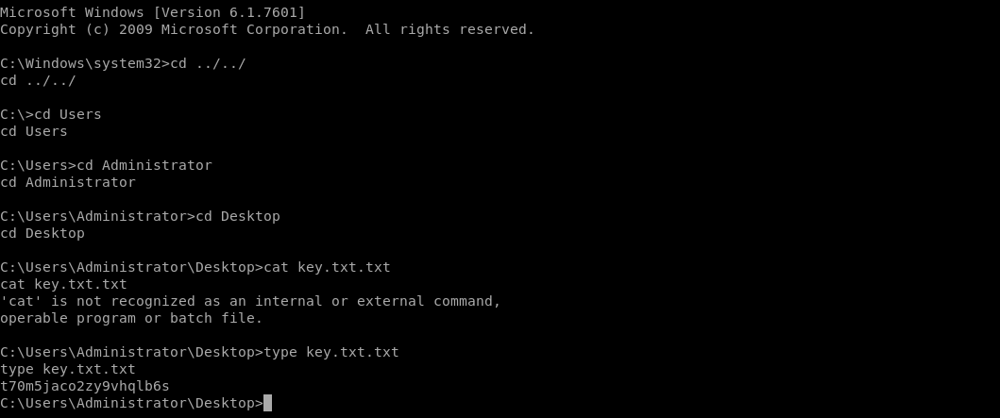 Microsoft Windows [Version 6.1.7601]
Copyright (c) 2009 Microsoft Corporation.  All rights reserved.
C:\Windows\system32>cd ../../
cd ../../
C:\>cd Users
cd Users
C:\Users>cd Administrator
cd Administrator
C:\Users\Administrator>cd Desktop
cd Desktop
C:\Users\Administrator\Desktop>cat key.txt.txt
cat key.txt.txt
'cat' is not recognized as an internal or external command,
operable program or batch file.
C:\Users\Administrator\Desktop>type key.txt.txt
type key.txt.txt
t70m5jaco2zy9vhqlb6s
C:\Users\Administrator\Desktop>